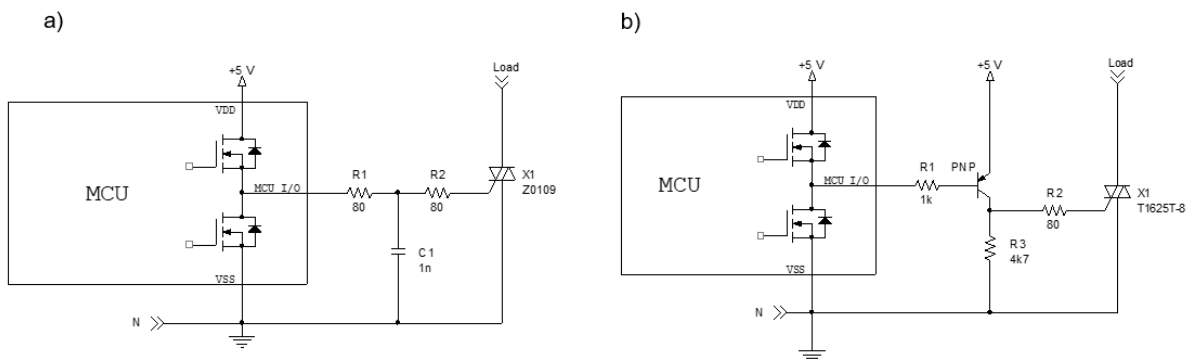 a)
+5 V
Load
VDD
MCU
MCU I/O
R1
80
R2
80
X1
Z0109
C1
1n
VSS
N
b)
+5 V
+5 V
Load
VDD
MCU
MCU I/O
R1
1k
PNP
R2
80
X1
T1625T-8
R3
4k7
VSS
N